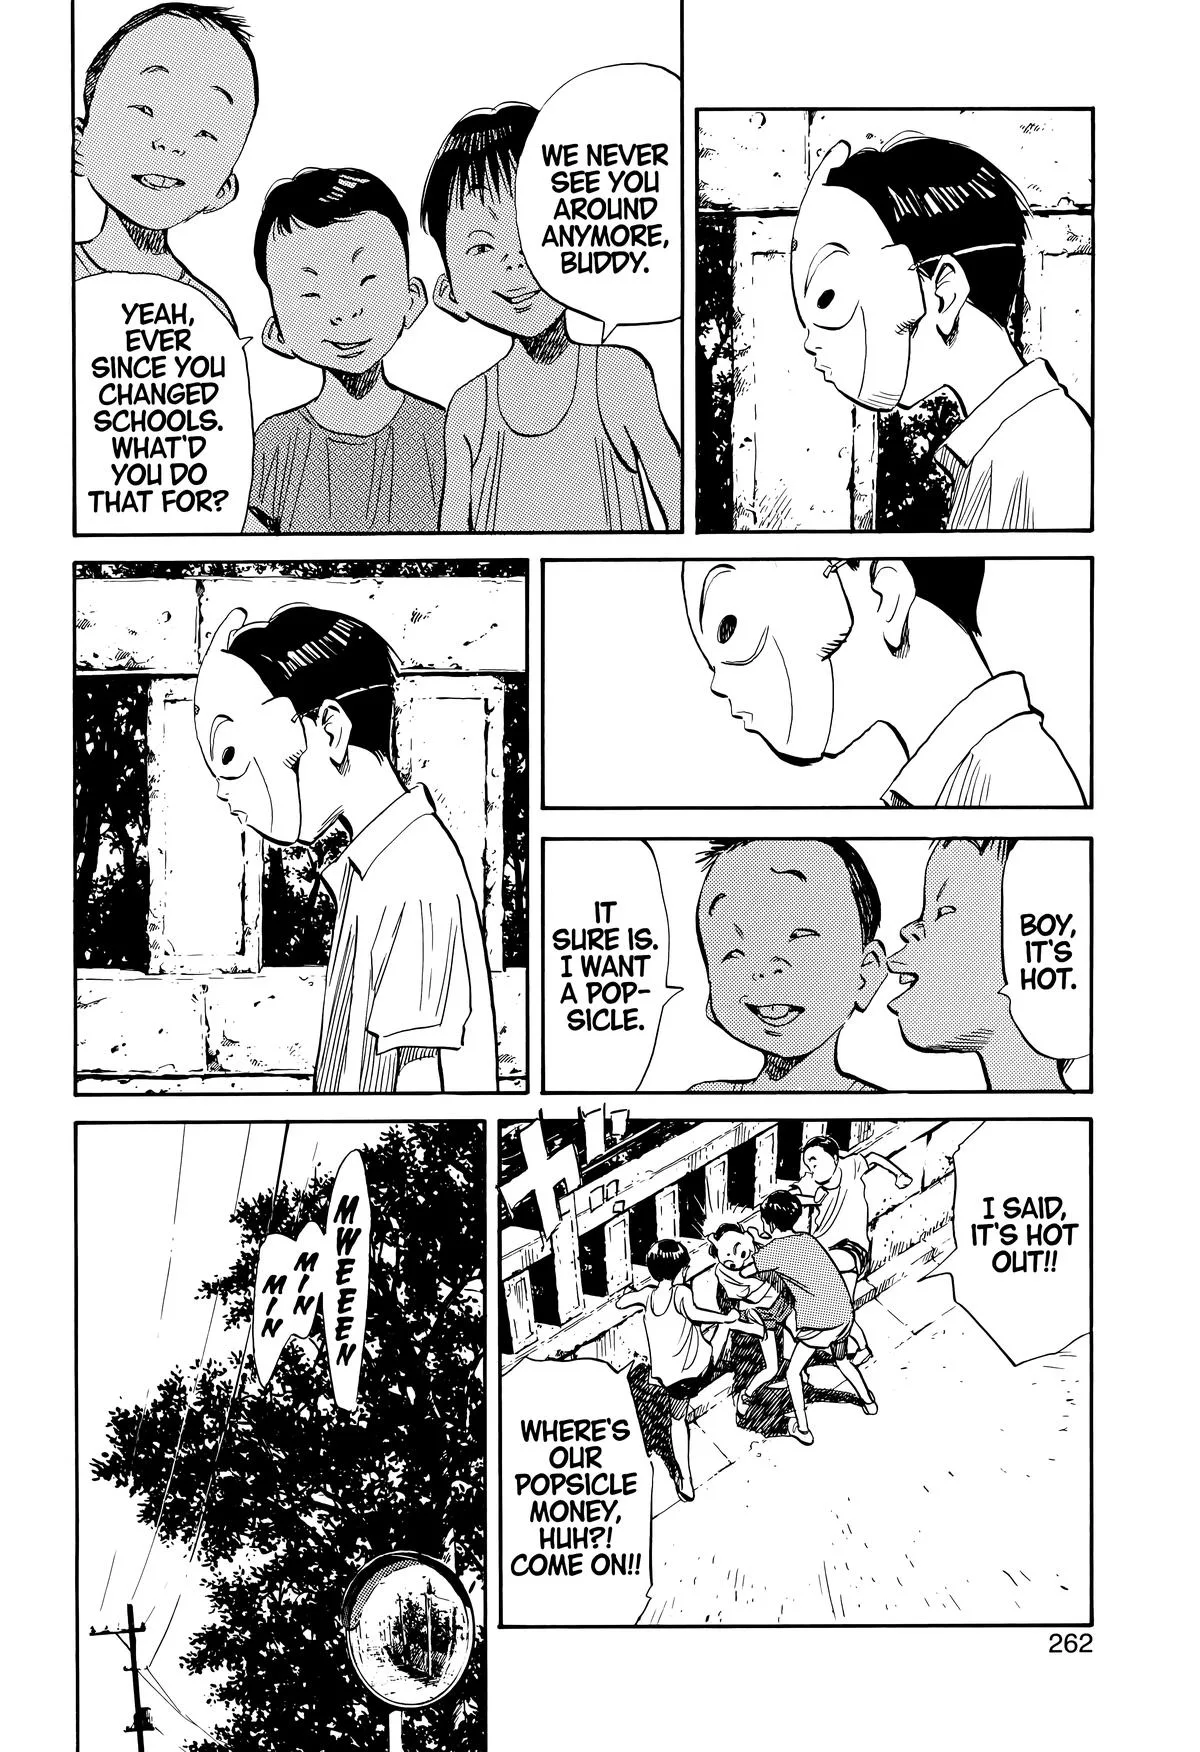 WE NEVER
SEE YOU
AROUND
ANYMORE,
BUDDY.
YEAH,
EVER
SINCE YOU
CHANGED
SCHOOLS.
WHAT'D
YOU DO
THAT FOR?
BOY,
IT'S
HOT.
IT
SURE IS.
I WANT
A POP-
SICLE.
I SAID,
IT'S HOT
OUT!!
WHERE'S
OUR
POPSICLE
MONEY,
HUH?!
COME ON!!
MWEEEN
MIN
MIN
262